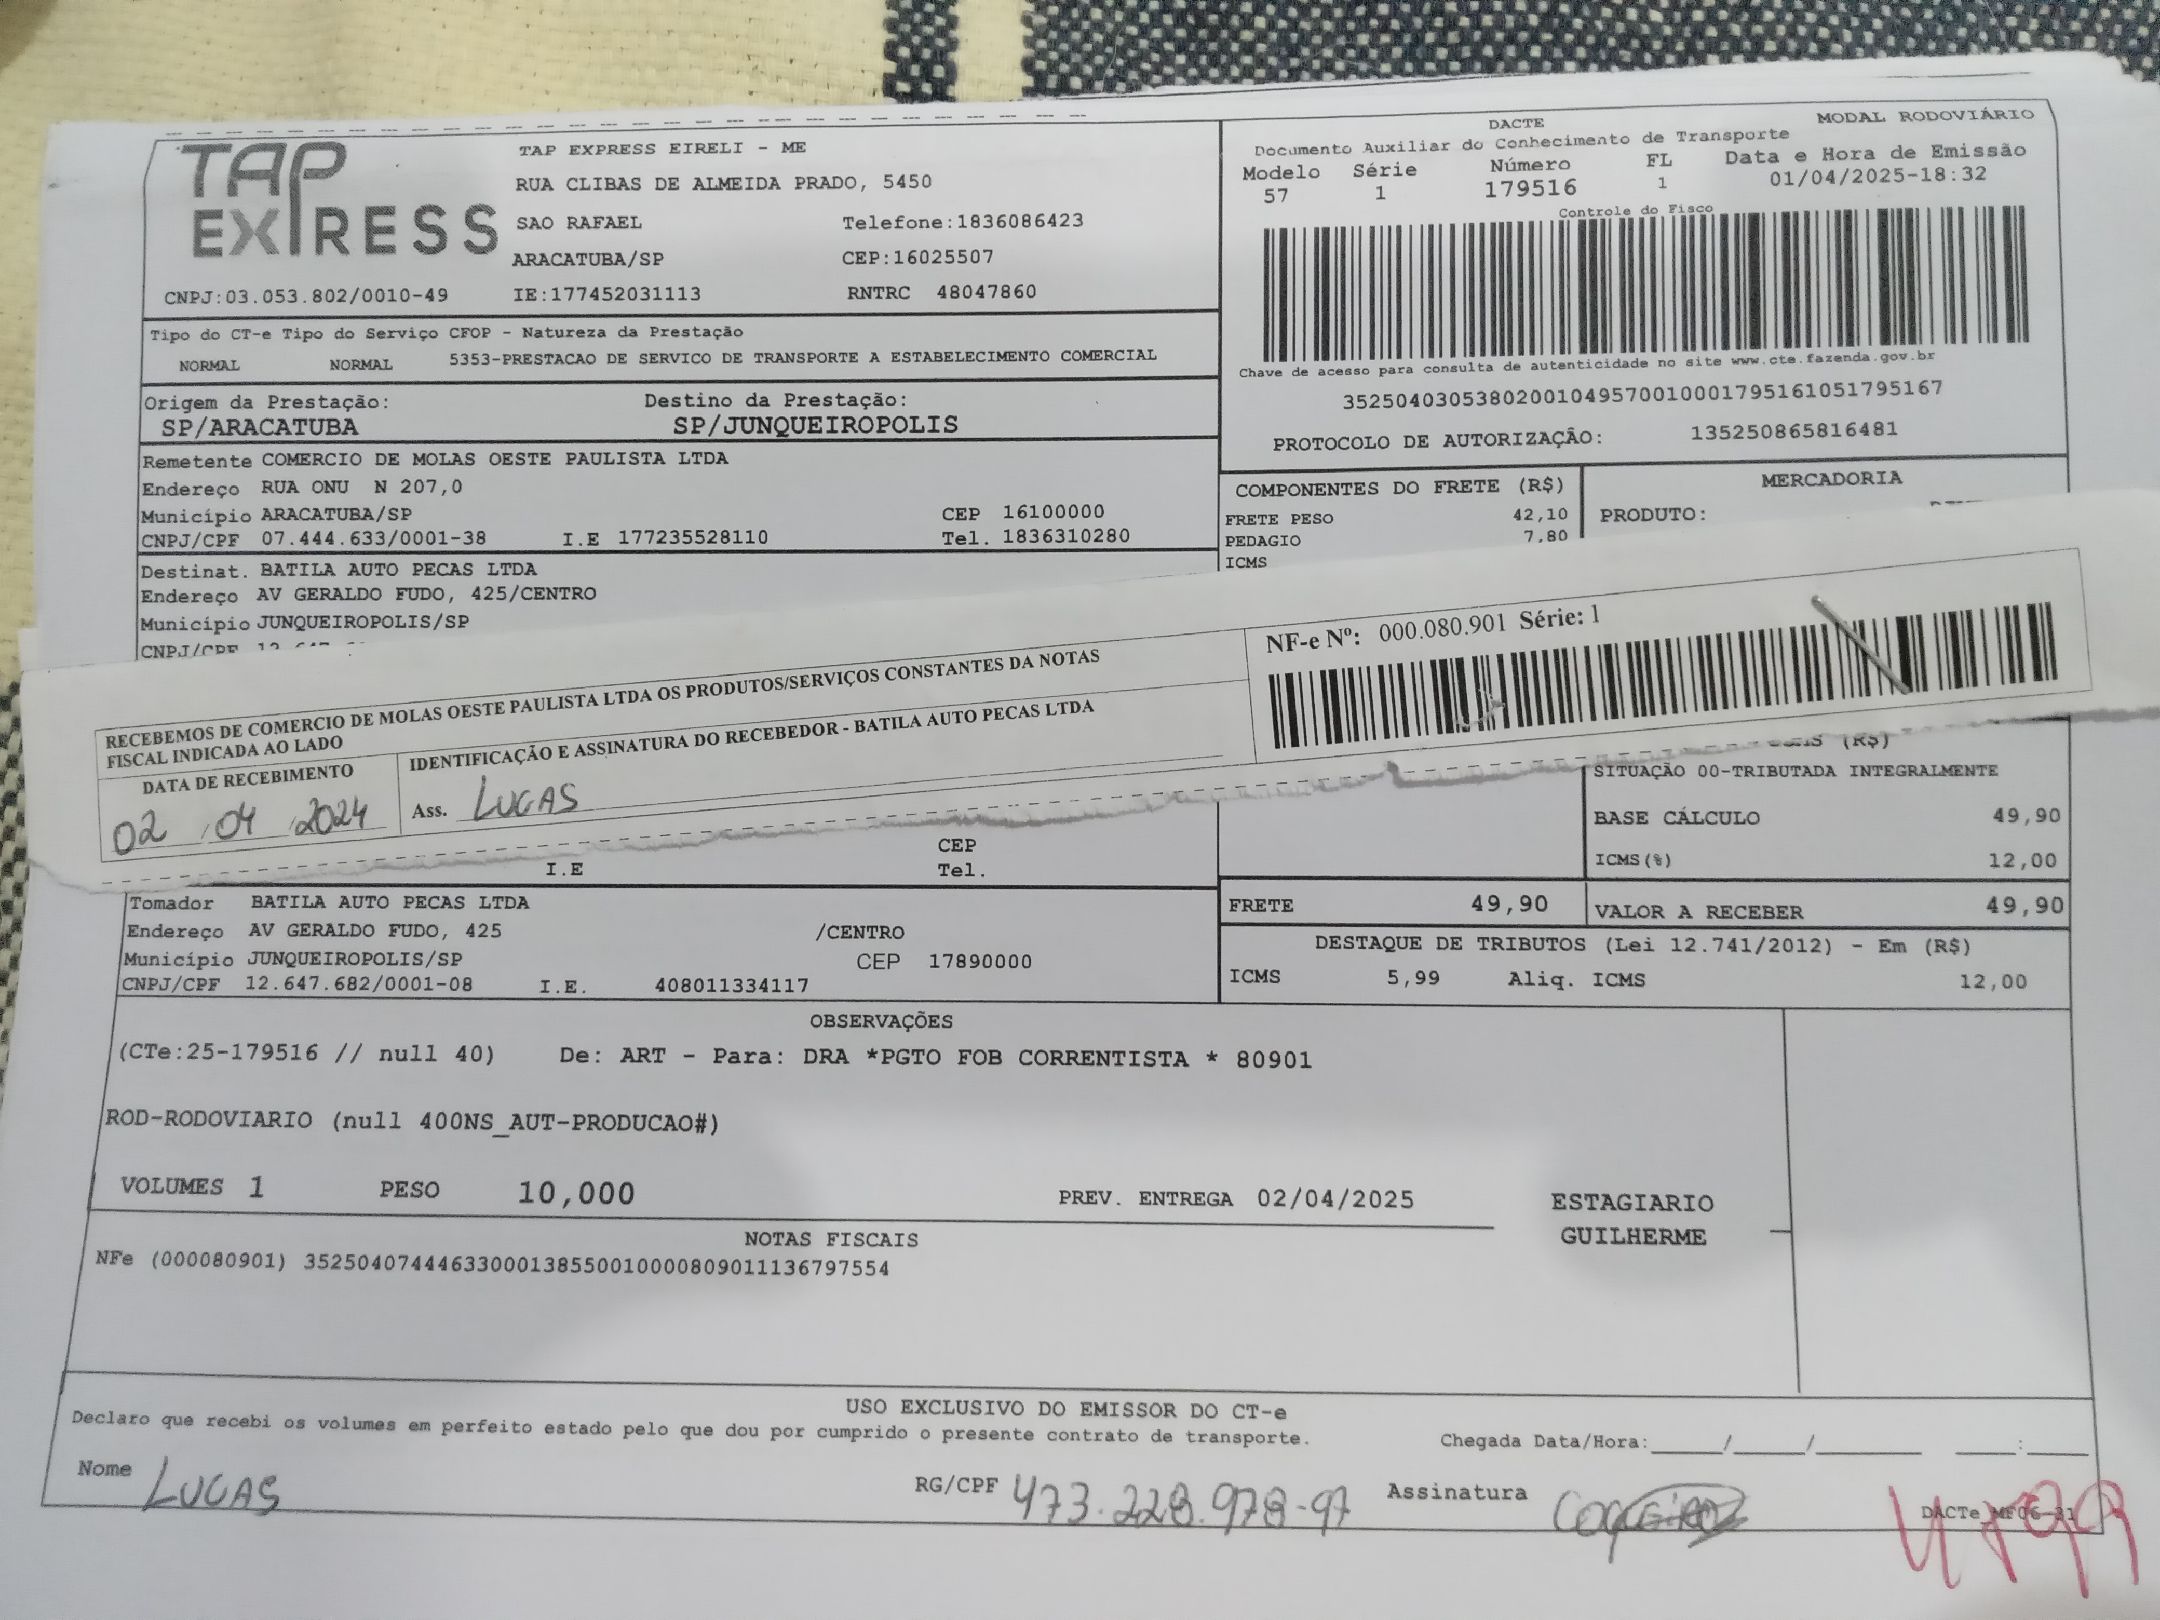 TAP EXPRESS
TAP EXPRESS EIRELI - ME
RUA CLIBAS DE ALMEIDA PRADO, 5450
SAO RAFAEL Telefone:1836086423
ARACATUBA/SP CEP:16025507
CNPJ:03.053.802/0010-49 IE:177452031113 RNTRC 48047860
DACTE MODAL RODOVIÁRIO
Documento Auxiliar do Conhecimento de Transporte
Modelo Série Número FL Data e Hora de Emissão
57 1 179516 1 01/04/2025-18:32
Controle do Fisco
Chave de acesso para consulta de autenticidade no site www.cte.fazenda.gov.br
35250403053802001049570010001795161051795167
PROTOCOLO DE AUTORIZAÇÃO: 135250865816481
Tipo do CT-e Tipo do Serviço CFOP - Natureza da Prestação
NORMAL NORMAL 5353-PRESTACAO DE SERVICO DE TRANSPORTE A ESTABELECIMENTO COMERCIAL
Origem da Prestação: Destino da Prestação:
SP/ARACATUBA SP/JUNQUEIROPOLIS
Remetente COMERCIO DE MOLAS OESTE PAULISTA LTDA
Endereço RUA ONU N 207,0
Município ARACATUBA/SP CEP 16100000
CNPJ/CPF 07.444.633/0001-38 I.E 177235528110 Tel. 1836310280
COMPONENTES DO FRETE (R$) MERCADORIA
FRETE PESO 42,10 PRODUTO:
PEDAGIO 7,80
ICMS
Destinat. BATILA AUTO PECAS LTDA
Endereço AV GERALDO FUDO, 425/CENTRO
Município JUNQUEIROPOLIS/SP
CNPJ/CPF
RECEBEMOS DE COMERCIO DE MOLAS OESTE PAULISTA LTDA OS PRODUTOS/SERVIÇOS CONSTANTES DA NOTAS
FISCAL INDICADA AO LADO
DATA DE RECEBIMENTO IDENTIFICAÇÃO E ASSINATURA DO RECEBEDOR - BATILA AUTO PECAS LTDA
02 / 04 / 2024 Ass. LUCAS
NF-e Nº: 000.080.901 Série: 1
(R$)
SITUAÇÃO 00-TRIBUTADA INTEGRALMENTE
BASE CÁLCULO 49,90
ICMS(%) 12,00
CEP
I.E Tel.
FRETE 49,90 VALOR A RECEBER 49,90
Tomador BATILA AUTO PECAS LTDA
Endereço AV GERALDO FUDO, 425 /CENTRO
Município JUNQUEIROPOLIS/SP CEP 17890000
CNPJ/CPF 12.647.682/0001-08 I.E. 408011334117
DESTAQUE DE TRIBUTOS (Lei 12.741/2012) - Em (R$)
ICMS 5,99 Aliq. ICMS 12,00
OBSERVAÇÕES
(CTe:25-179516 // null 40) De: ART - Para: DRA *PGTO FOB CORRENTISTA * 80901
ROD-RODOVIARIO (null 400NS_AUT-PRODUCAO#)
VOLUMES 1 PESO 10,000 PREV. ENTREGA 02/04/2025 ESTAGIARIO
GUILHERME
NOTAS FISCAIS
NFe (000080901) 35250407444633000138550010000809011136797554
USO EXCLUSIVO DO EMISSOR DO CT-e
Declaro que recebi os volumes em perfeito estado pelo que dou por cumprido o presente contrato de transporte.
Chegada Data/Hora:_____/_____/______ ____:____
Nome LUCAS RG/CPF 473.228.978-97 Assinatura